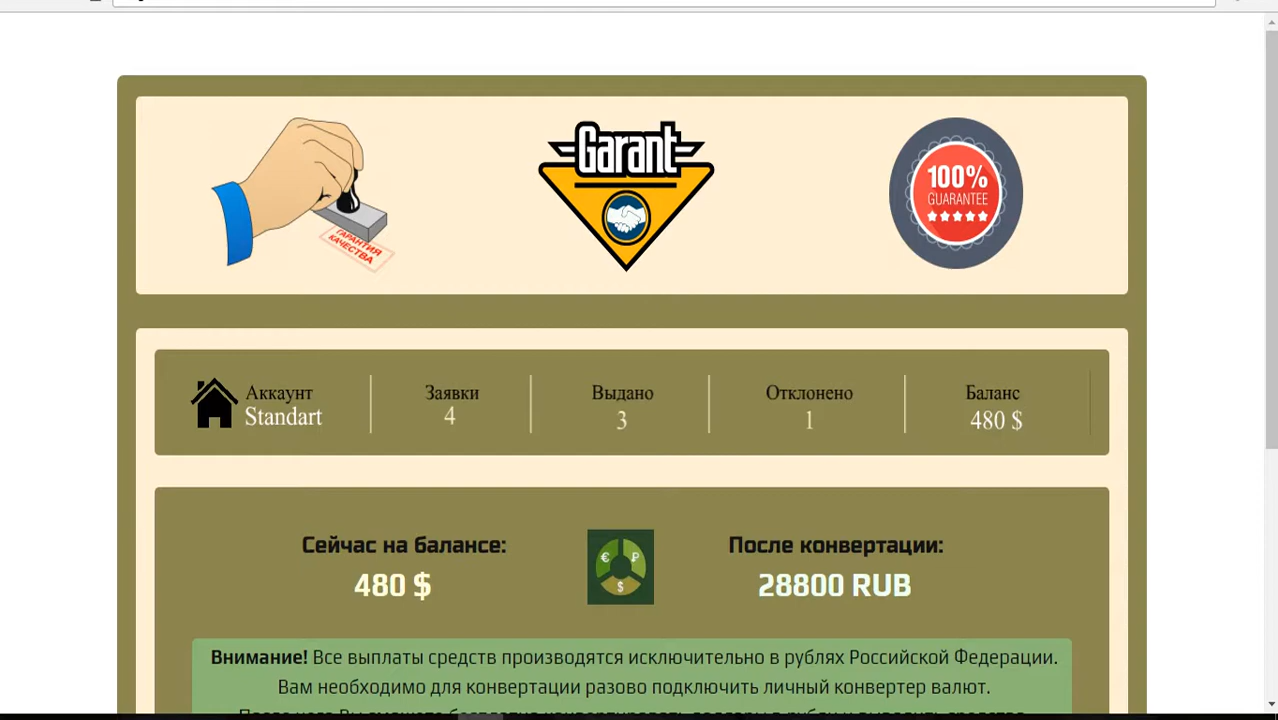 ГАРАНТИЯ
КАЧЕСТВА
Garant
100%
GUARANTEE
Аккаунт
Standart
Заявки
4
Выдано
3
Отклонено
1
Баланс
480 $
Сейчас на балансе:
480 $
€ ₽
$
После конвертации:
28800 RUB
Внимание! Все выплаты средств производятся исключительно в рублях Российской Федерации.
Вам необходимо для конвертации разово подключить личный конвертер валют.